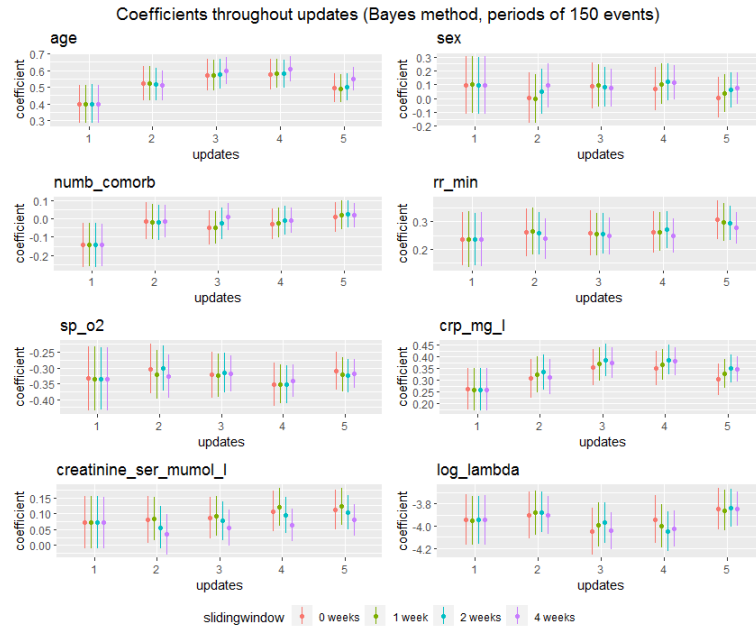 Coefficients throughout updates (Bayes method, periods of 150 events)
age
coefficient
0.7
0.6
0.5
0.4
0.3
1 2 3 4 5
updates
sex
coefficient
0.3
0.2
0.1
0.0
-0.1
-0.2
1 2 3 4 5
updates
numb_comorb
coefficient
0.1
0.0
-0.1
-0.2
1 2 3 4 5
updates
rr_min
coefficient
0.3
0.2
1 2 3 4 5
updates
sp_o2
coefficient
-0.25
-0.30
-0.35
-0.40
1 2 3 4 5
updates
crp_mg_l
coefficient
0.45
0.40
0.35
0.30
0.25
0.20
1 2 3 4 5
updates
creatinine_ser_mumol_l
coefficient
0.15
0.10
0.05
0.00
1 2 3 4 5
updates
log_lambda
coefficient
-3.8
-4.0
-4.2
1 2 3 4 5
updates
slidingwindow 0 weeks 1 week 2 weeks 4 weeks